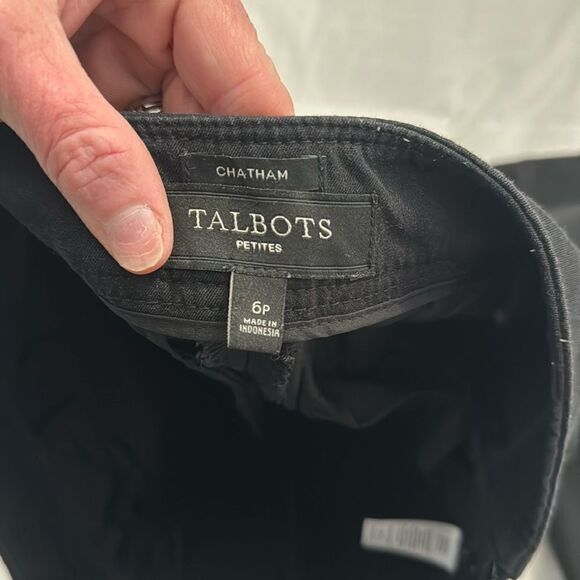 CHATHAM
TALBOTS
PETITES
6P
MADE IN
INDONESIA